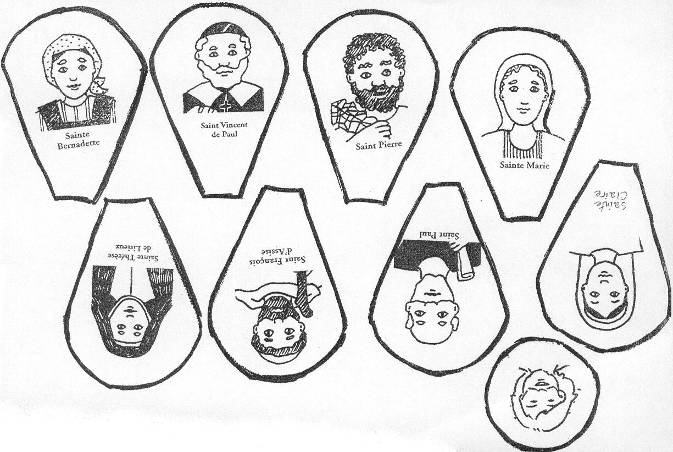 Sainte
Bernadette
Saint Vincent
de Paul
Saint Pierre
Sainte Marie
Sainte Thérèse
de Lisieux
Saint François
d'Assise
Saint Paul
Sainte
Claire